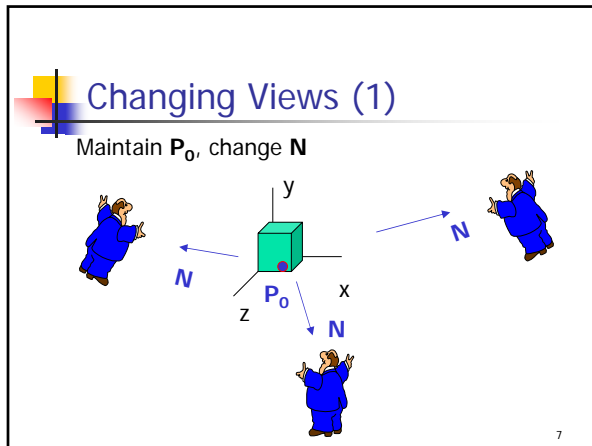 Changing Views (1)
Maintain P₀, change N
y
N
N
P₀
x
z
N
7